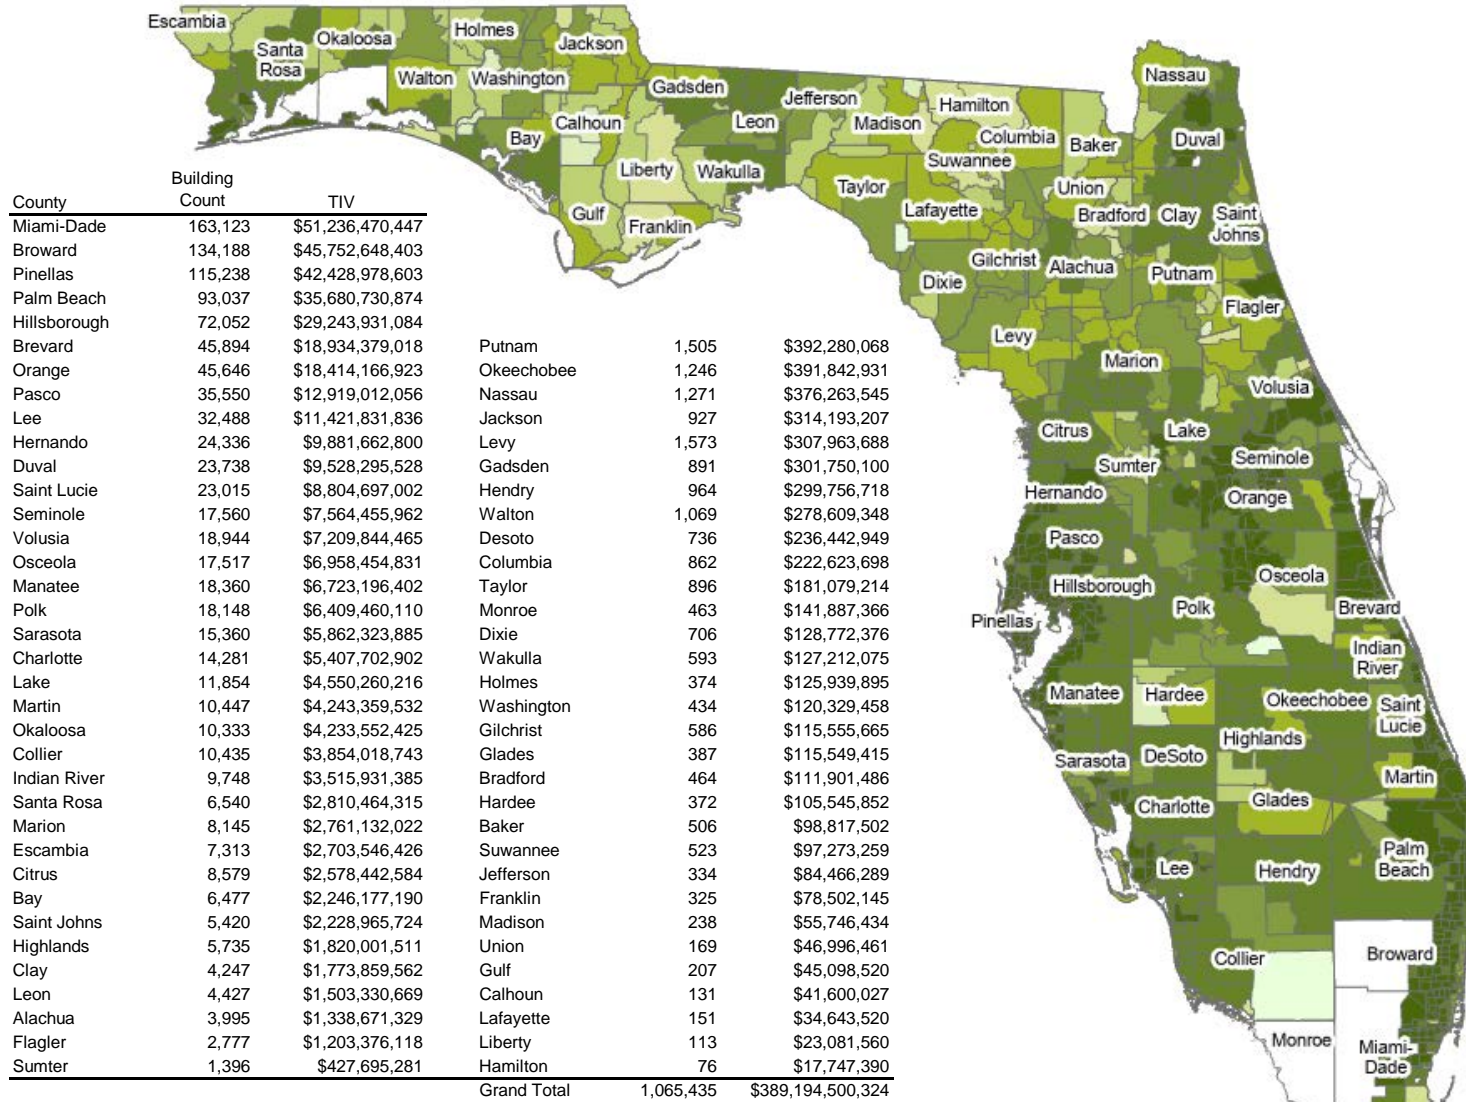 County Building Count TIV
Miami-Dade 163,123 $51,236,470,447
Broward 134,188 $45,752,648,403
Pinellas 115,238 $42,428,978,603
Palm Beach 93,037 $35,680,730,874
Hillsborough 72,052 $29,243,931,084
Brevard 45,894 $18,934,379,018
Orange 45,646 $18,414,166,923
Pasco 35,550 $12,919,012,056
Lee 32,488 $11,421,831,836
Hernando 24,336 $9,881,662,800
Duval 23,738 $9,528,295,528
Saint Lucie 23,015 $8,804,697,002
Seminole 17,560 $7,564,455,962
Volusia 18,944 $7,209,844,465
Osceola 17,517 $6,958,454,831
Manatee 18,360 $6,723,196,402
Polk 18,148 $6,409,460,110
Sarasota 15,360 $5,862,323,885
Charlotte 14,281 $5,407,702,902
Lake 11,854 $4,550,260,216
Martin 10,447 $4,243,359,532
Okaloosa 10,333 $4,233,552,425
Collier 10,435 $3,854,018,743
Indian River 9,748 $3,515,931,385
Santa Rosa 6,540 $2,810,464,315
Marion 8,145 $2,761,132,022
Escambia 7,313 $2,703,546,426
Citrus 8,579 $2,578,442,584
Bay 6,477 $2,246,177,190
Saint Johns 5,420 $2,228,965,724
Highlands 5,735 $1,820,001,511
Clay 4,247 $1,773,859,562
Leon 4,427 $1,503,330,669
Alachua 3,995 $1,338,671,329
Flagler 2,777 $1,203,376,118
Sumter 1,396 $427,695,281
Putnam 1,505 $392,280,068
Okeechobee 1,246 $391,842,931
Nassau 1,271 $376,263,545
Jackson 927 $314,193,207
Levy 1,573 $307,963,688
Gadsden 891 $301,750,100
Hendry 964 $299,756,718
Walton 1,069 $278,609,348
Desoto 736 $236,442,949
Columbia 862 $222,623,698
Taylor 896 $181,079,214
Monroe 463 $141,887,366
Dixie 706 $128,772,376
Wakulla 593 $127,212,075
Holmes 374 $125,939,895
Washington 434 $120,329,458
Gilchrist 586 $115,555,665
Glades 387 $115,549,415
Bradford 464 $111,901,486
Hardee 372 $105,545,852
Baker 506 $98,817,502
Suwannee 523 $97,273,259
Jefferson 334 $84,466,289
Franklin 325 $78,502,145
Madison 238 $55,746,434
Union 169 $46,996,461
Gulf 207 $45,098,520
Calhoun 131 $41,600,027
Lafayette 151 $34,643,520
Liberty 113 $23,081,560
Hamilton 76 $17,747,390
Grand Total 1,065,435 $389,194,500,324
Escambia
Santa
Rosa
Okaloosa
Holmes
Jackson
Walton
Washington
Bay
Calhoun
Gadsden
Leon
Jefferson
Liberty
Wakulla
Gulf
Franklin
Madison
Hamilton
Columbia
Suwannee
Taylor
Lafayette
Baker
Nassau
Duval
Union
Bradford
Clay
Saint
Johns
Gilchrist
Alachua
Putnam
Dixie
Flagler
Levy
Marion
Volusia
Citrus
Lake
Sumter
Seminole
Hernando
Orange
Pasco
Hillsborough
Osceola
Polk
Brevard
Pinellas
Indian
River
Manatee
Hardee
Okeechobee
Saint
Lucie
Highlands
Sarasota
DeSoto
Martin
Charlotte
Glades
Lee
Hendry
Palm
Beach
Collier
Broward
Monroe
Miami-
Dade